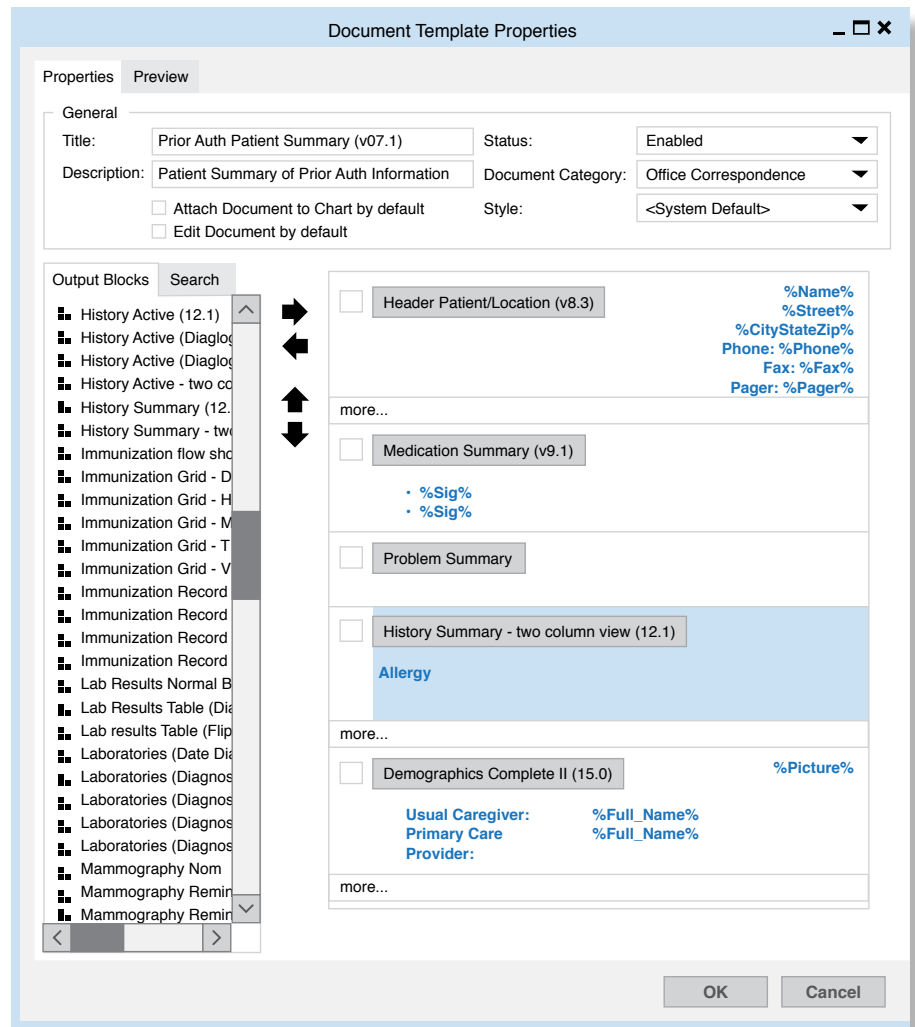 Document Template Properties
Properties Preview
General
Title: Prior Auth Patient Summary (v07.1) Status: Enabled
Description: Patient Summary of Prior Auth Information Document Category: Office Correspondence
Attach Document to Chart by default Style: <System Default>
Edit Document by default
Output Blocks Search
History Active (12.1)
History Active (Diaglog
History Active (Diaglog
History Active - two co
History Summary (12.
History Summary - two
Immunization flow sho
Immunization Grid - D
Immunization Grid - H
Immunization Grid - M
Immunization Grid - T
Immunization Grid - V
Immunization Record
Immunization Record
Immunization Record
Immunization Record
Lab Results Normal B
Lab Results Table (Dia
Lab results Table (Flip
Laboratories (Date Dia
Laboratories (Diagnos
Laboratories (Diagnos
Laboratories (Diagnos
Laboratories (Diagnos
Mammography Nom
Mammography Remin
Mammography Remin
Header Patient/Location (v8.3)
%Name%
%Street%
%CityStateZip%
Phone: %Phone%
Fax: %Fax%
Pager: %Pager%
more...
Medication Summary (v9.1)
• %Sig%
• %Sig%
Problem Summary
History Summary - two column view (12.1)
Allergy
more...
Demographics Complete II (15.0) %Picture%
Usual Caregiver: %Full_Name%
Primary Care %Full_Name%
Provider:
more...
OK Cancel